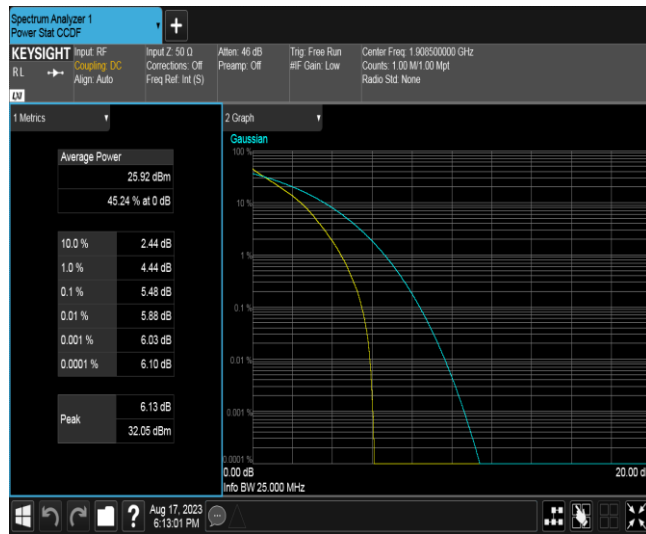 Spectrum Analyzer 1
Power Stat CCDF
KEYSIGHT
RL
LXI
Input: RF
Coupling: DC
Align: Auto
Input Z: 50 Ω
Corrections: Off
Freq Ref: Int (S)
Atten: 46 dB
Preamp: Off
Trig: Free Run
#IF Gain: Low
Center Freq: 1.908500000 GHz
Counts: 1.00 M/1.00 Mpt
Radio Std: None
1 Metrics
Average Power
25.92 dBm
45.24 % at 0 dB
10.0 % 2.44 dB
1.0 % 4.44 dB
0.1 % 5.48 dB
0.01 % 5.88 dB
0.001 % 6.03 dB
0.0001 % 6.10 dB
Peak
6.13 dB
32.05 dBm
2 Graph
Gaussian
100 %
10 %
1 %
0.1 %
0.01 %
0.001 %
0.0001 %
0.00 dB
20.00 d
Info BW 25.000 MHz
?
Aug 17, 2023
6:13:01 PM